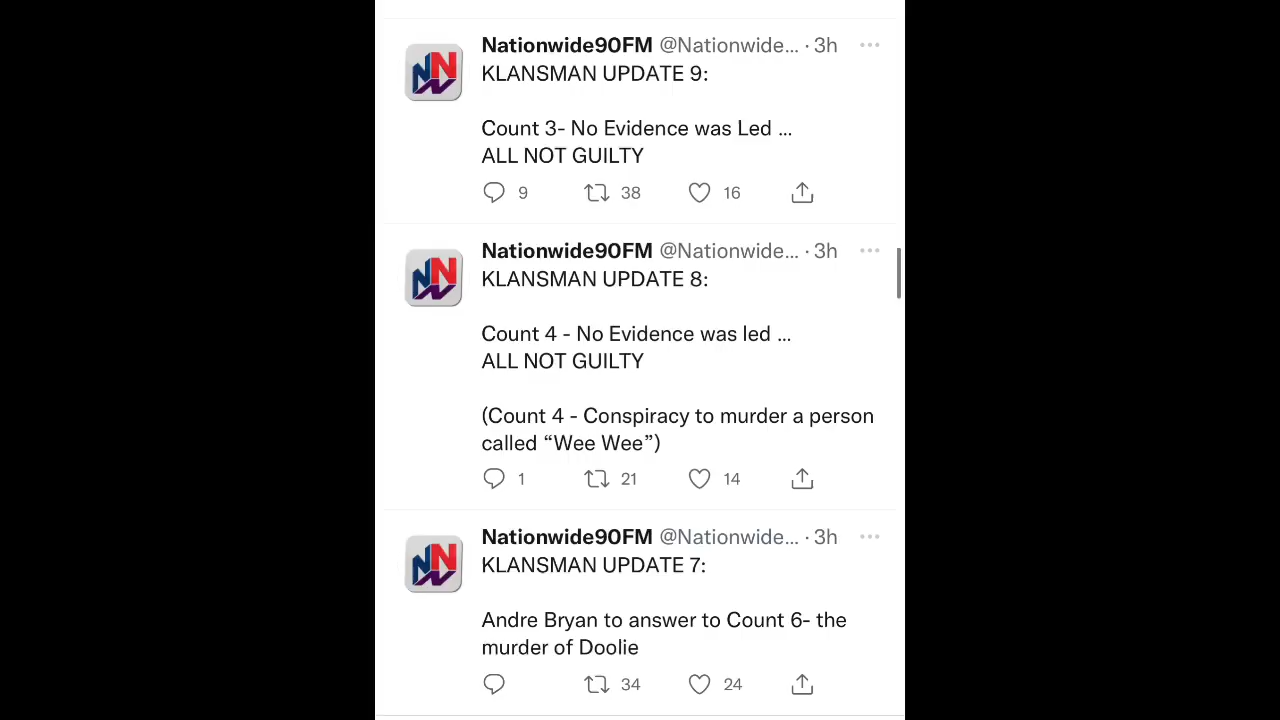 Nationwide90FM @Nationwide... · 3h
KLANSMAN UPDATE 9:
Count 3- No Evidence was Led ...
ALL NOT GUILTY
9 38 16
Nationwide90FM @Nationwide... · 3h
KLANSMAN UPDATE 8:
Count 4 - No Evidence was led ...
ALL NOT GUILTY
(Count 4 - Conspiracy to murder a person
called “Wee Wee”)
1 21 14
Nationwide90FM @Nationwide... · 3h
KLANSMAN UPDATE 7:
Andre Bryan to answer to Count 6- the
murder of Doolie
34 24